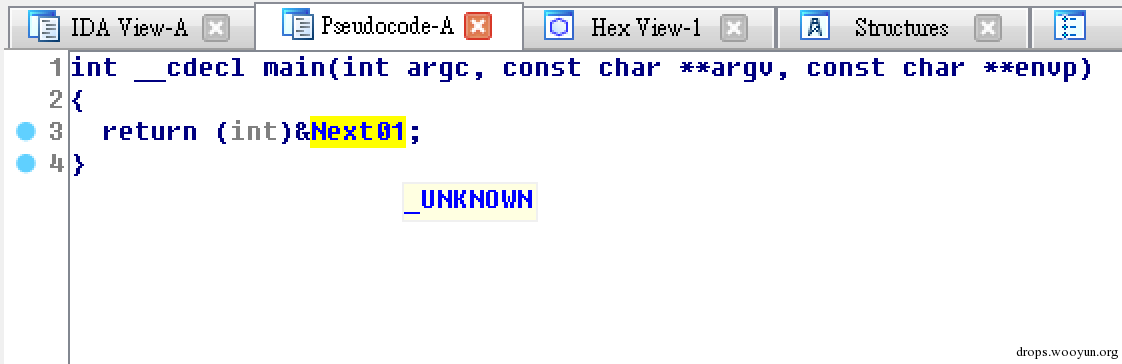 IDA View-A Pseudocode-A Hex View-1 Structures
1 int __cdecl main(int argc, const char **argv, const char **envp)
2 {
3 return (int)&Next01;
4 }
_UNKNOWN
drops.wooyun.org